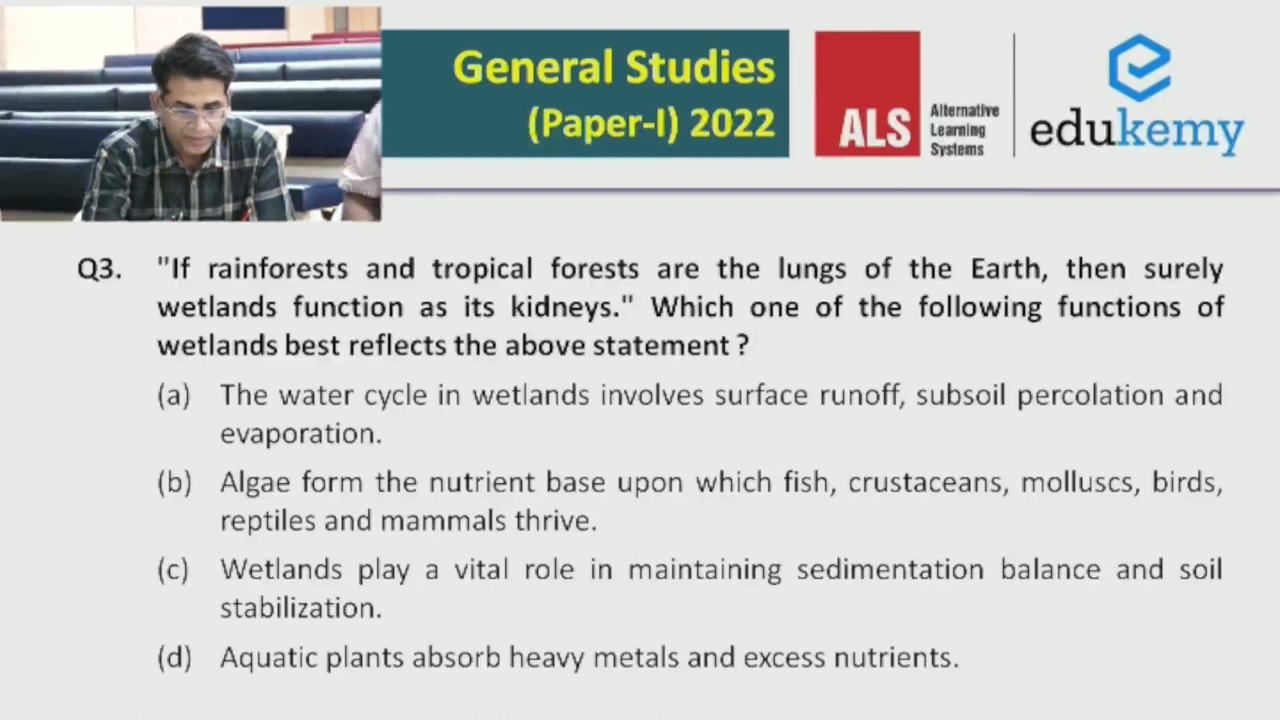 General Studies
(Paper-I) 2022
ALS
Alternative
Learning
Systems
edukemy
Q3. "If rainforests and tropical forests are the lungs of the Earth, then surely
wetlands function as its kidneys." Which one of the following functions of
wetlands best reflects the above statement ?
(a) The water cycle in wetlands involves surface runoff, subsoil percolation and
evaporation.
(b) Algae form the nutrient base upon which fish, crustaceans, molluscs, birds,
reptiles and mammals thrive.
(c) Wetlands play a vital role in maintaining sedimentation balance and soil
stabilization.
(d) Aquatic plants absorb heavy metals and excess nutrients.